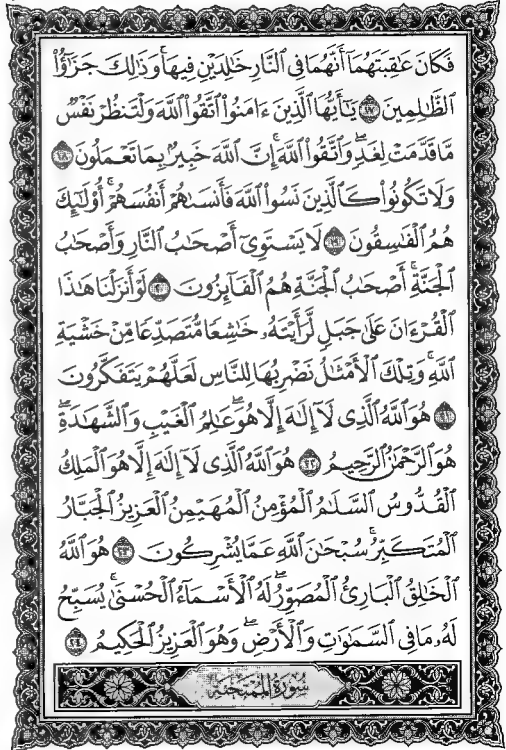 فَكَانَ عَٰقِبَتَهُمَآ أَنَّهُمَا فِى ٱلنَّارِ خَٰلِدَيْنِ فِيهَا ۚ وَذَٰلِكَ جَزَٰٓؤُا۟
ٱلظَّٰلِمِينَ ١٧ يَٰٓأَيُّهَا ٱلَّذِينَ ءَامَنُوا۟ ٱتَّقُوا۟ ٱللَّهَ وَلْتَنظُرْ نَفْسٌ
مَّا قَدَّمَتْ لِغَدٍ ۖ وَٱتَّقُوا۟ ٱللَّهَ ۚ إِنَّ ٱللَّهَ خَبِيرٌۢ بِمَا تَعْمَلُونَ ١٨
وَلَا تَكُونُوا۟ كَٱلَّذِينَ نَسُوا۟ ٱللَّهَ فَأَنسَىٰهُمْ أَنفُسَهُمْ ۚ أُو۟لَٰٓئِكَ
هُمُ ٱلْفَٰسِقُونَ ١٩ لَا يَسْتَوِىٓ أَصْحَٰبُ ٱلنَّارِ وَأَصْحَٰبُ
ٱلْجَنَّةِ ۚ أَصْحَٰبُ ٱلْجَنَّةِ هُمُ ٱلْفَآئِزُونَ ٢٠ لَوْ أَنزَلْنَا هَٰذَا
ٱلْقُرْءَانَ عَلَىٰ جَبَلٍ لَّرَأَيْتَهُۥ خَٰشِعًا مُّتَصَدِّعًا مِّنْ خَشْيَةِ
ٱللَّهِ ۚ وَتِلْكَ ٱلْأَمْثَٰلُ نَضْرِبُهَا لِلنَّاسِ لَعَلَّهُمْ يَتَفَكَّرُونَ
٢١ هُوَ ٱللَّهُ ٱلَّذِى لَآ إِلَٰهَ إِلَّا هُوَ ۖ عَٰلِمُ ٱلْغَيْبِ وَٱلشَّهَٰدَةِ ۖ
هُوَ ٱلرَّحْمَٰنُ ٱلرَّحِيمُ ٢٢ هُوَ ٱللَّهُ ٱلَّذِى لَآ إِلَٰهَ إِلَّا هُوَ ٱلْمَلِكُ
ٱلْقُدُّوسُ ٱلسَّلَٰمُ ٱلْمُؤْمِنُ ٱلْمُهَيْمِنُ ٱلْعَزِيزُ ٱلْجَبَّارُ
ٱلْمُتَكَبِّرُ ۚ سُبْحَٰنَ ٱللَّهِ عَمَّا يُشْرِكُونَ ٢٣ هُوَ ٱللَّهُ
ٱلْخَٰلِقُ ٱلْبَارِئُ ٱلْمُصَوِّرُ ۖ لَهُ ٱلْأَسْمَآءُ ٱلْحُسْنَىٰ ۚ يُسَبِّحُ
لَهُۥ مَا فِى ٱلسَّمَٰوَٰتِ وَٱلْأَرْضِ ۖ وَهُوَ ٱلْعَزِيزُ ٱلْحَكِيمُ ٢٤
سُورَةُ المُمْتَحنَةِ